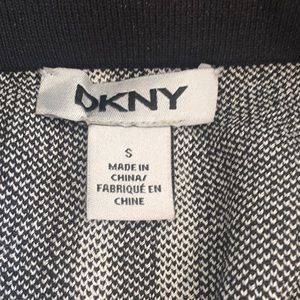 DKNY
S
MADE IN
CHINA/
FABRIQUÉ EN
CHINE